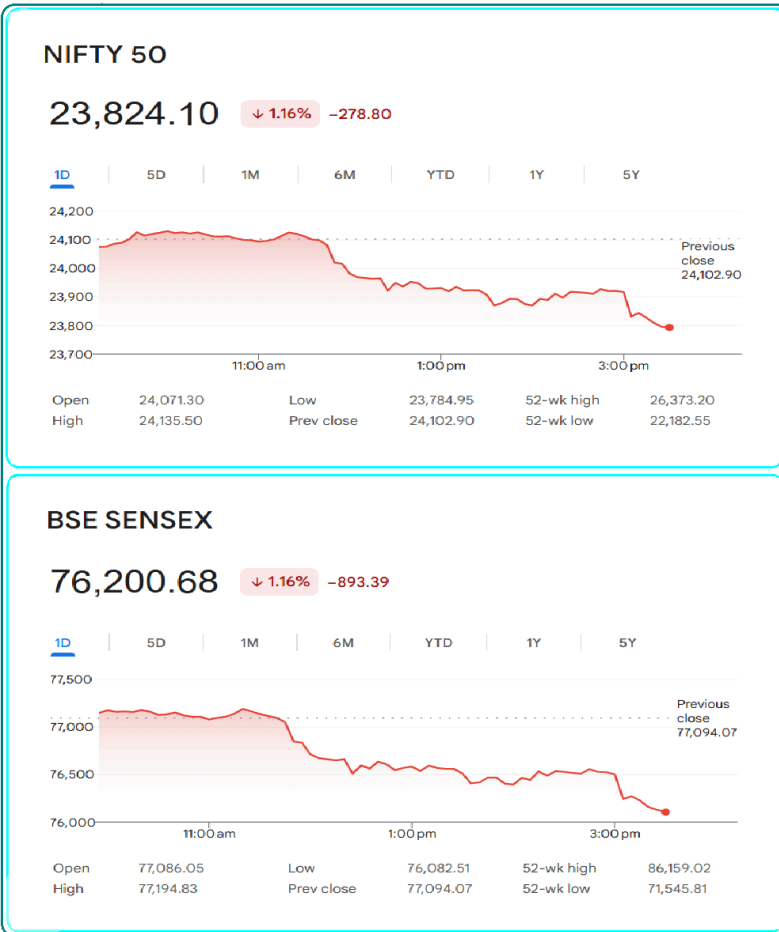 NIFTY 50
23,824.10 ↓ 1.16% −278.80
1D 5D 1M 6M YTD 1Y 5Y
24,200
24,100
24,000
23,900
23,800
23,700
Previous
close
24,102.90
11:00 am 1:00 pm 3:00 pm
Open 24,071.30 Low 23,784.95 52-wk high 26,373.20
High 24,135.50 Prev close 24,102.90 52-wk low 22,182.55
BSE SENSEX
76,200.68 ↓ 1.16% −893.39
1D 5D 1M 6M YTD 1Y 5Y
77,500
77,000
76,500
76,000
Previous
close
77,094.07
11:00 am 1:00 pm 3:00 pm
Open 77,086.05 Low 76,082.51 52-wk high 86,159.02
High 77,194.83 Prev close 77,094.07 52-wk low 71,545.81